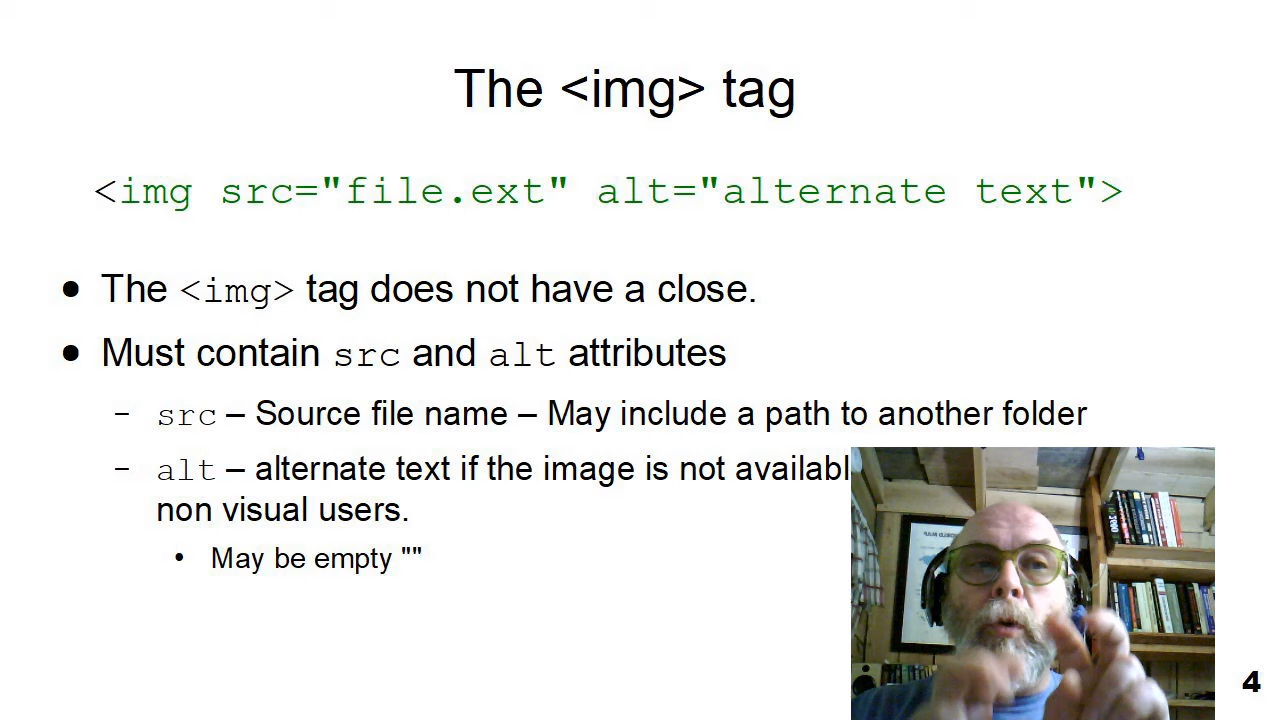 The <img> tag
<img src="file.ext" alt="alternate text">
● The <img> tag does not have a close.
● Must contain src and alt attributes
– src – Source file name – May include a path to another folder
– alt – alternate text if the image is not availabl
non visual users.
• May be empty ""
4